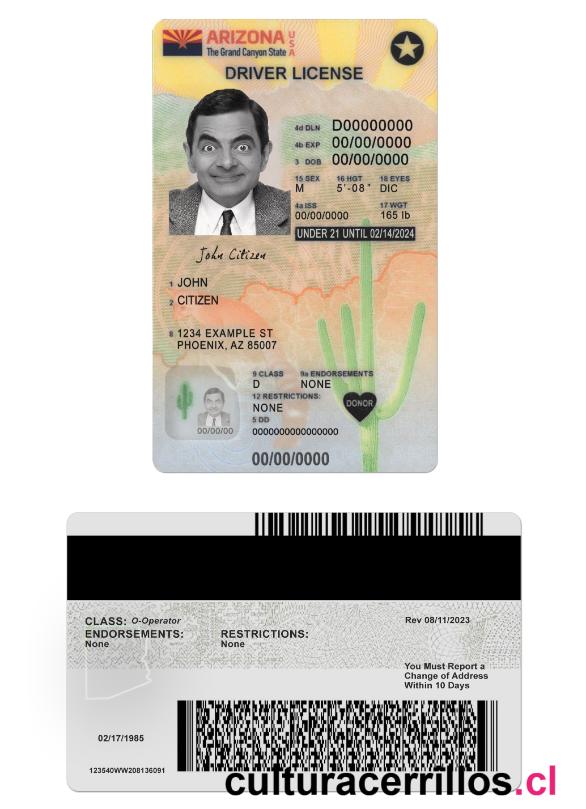 ARIZONA USA
The Grand Canyon State
DRIVER LICENSE
4d DLN D00000000
4b EXP 00/00/0000
3 DOB 00/00/0000
15 SEX 16 HGT 18 EYES
M 5'-08" DIC
4a ISS 17 WGT
00/00/0000 165 lb
UNDER 21 UNTIL 02/14/2024
John Citizen
1 JOHN
2 CITIZEN
8 1234 EXAMPLE ST
PHOENIX, AZ 85007
9 CLASS 9a ENDORSEMENTS
D NONE
12 RESTRICTIONS:
NONE
5 DD
0000000000000000
DONOR
00/00/00
00/00/0000
CLASS: O-Operator
Rev 08/11/2023
ENDORSEMENTS: RESTRICTIONS:
None None
You Must Report a
Change of Address
Within 10 Days
02/17/1985
123540WW208136091
culturacerrillos.cl